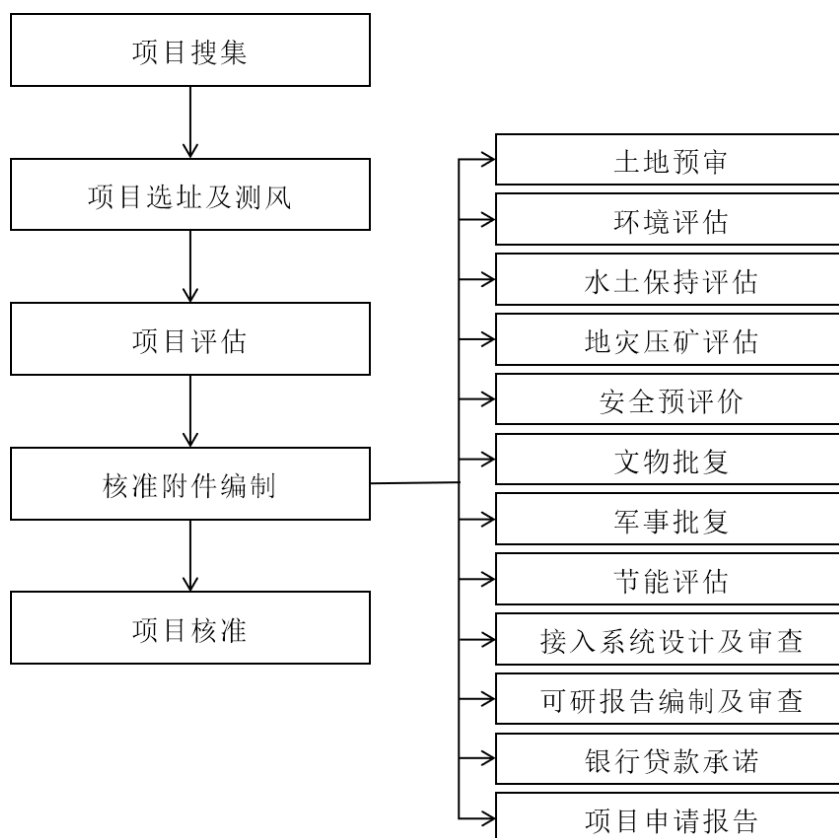 项目搜集
项目选址及测风
项目评估
核准附件编制
项目核准
土地预审
环境评估
水土保持评估
地灾压矿评估
安全预评价
文物批复
军事批复
节能评估
接入系统设计及审查
可研报告编制及审查
银行贷款承诺
项目申请报告